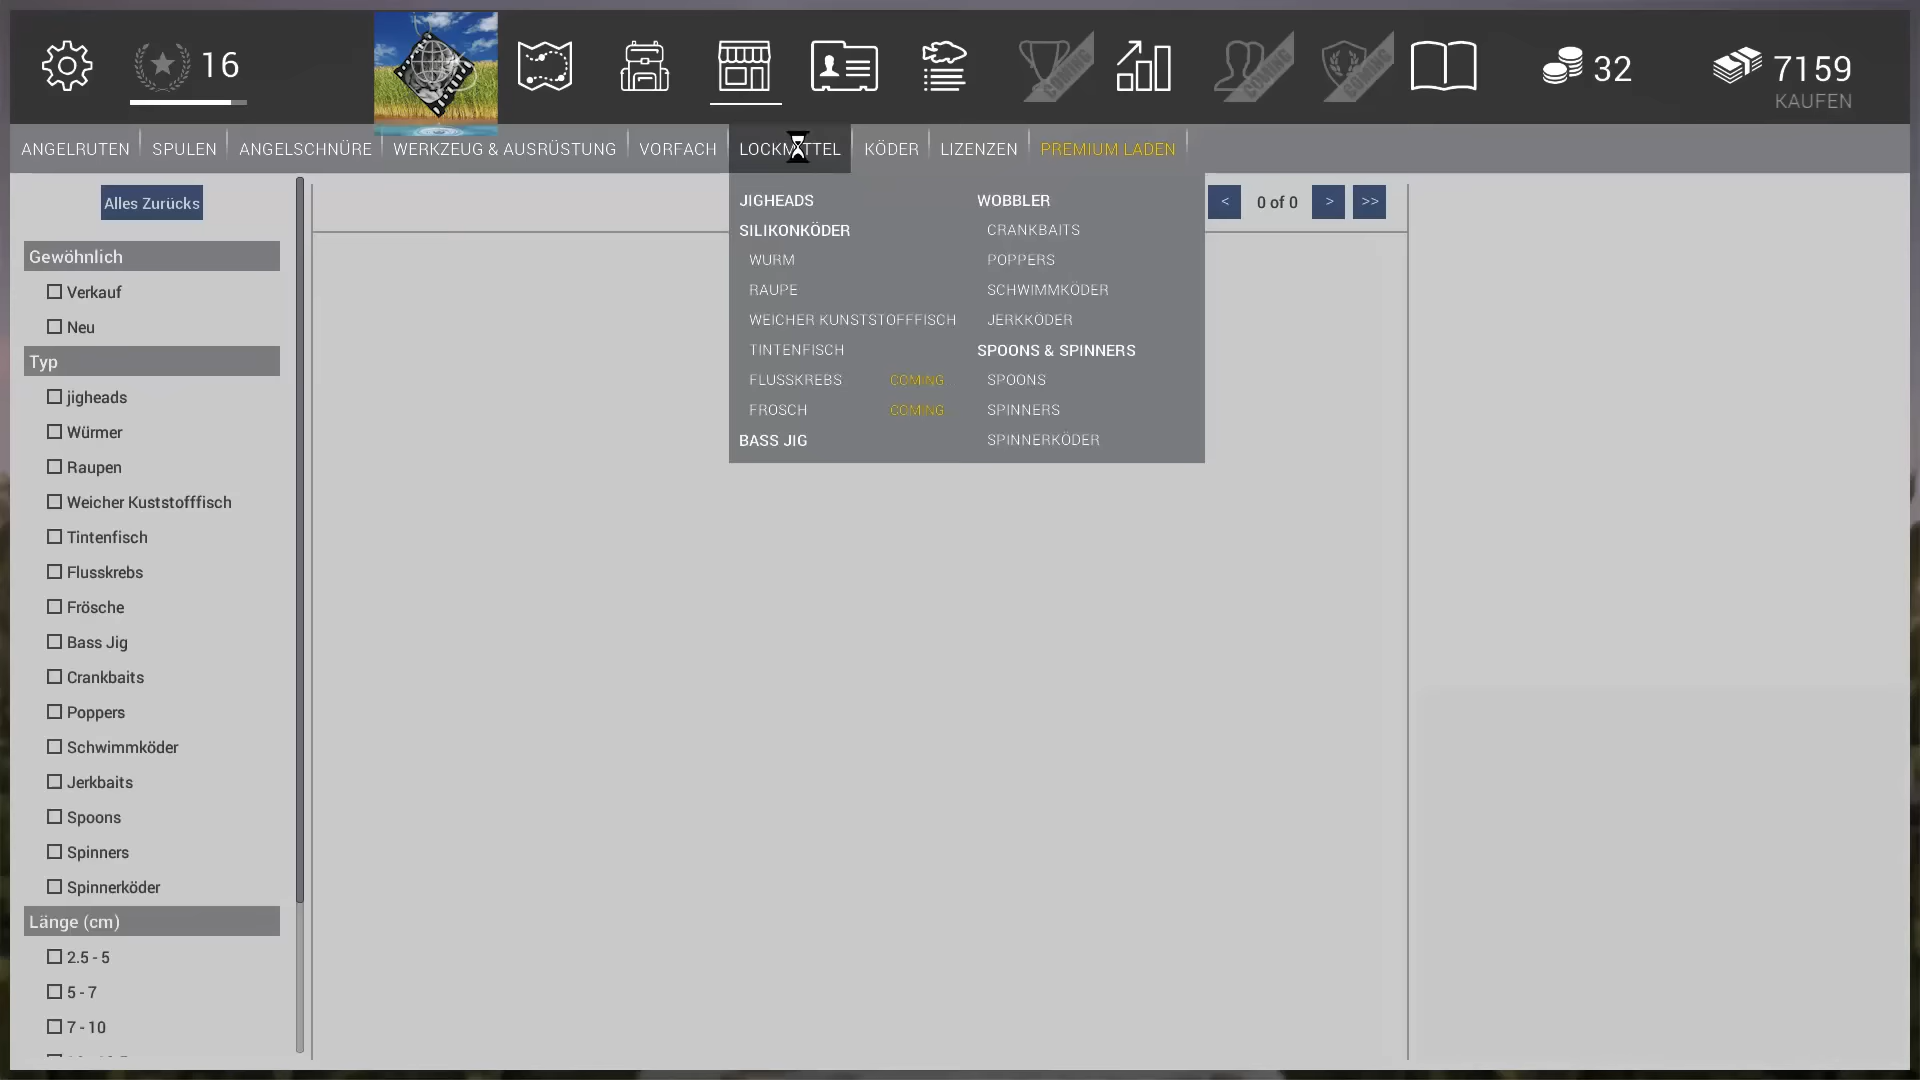 16
32
7159
KAUFEN
COMING
COMING
COMING
ANGELRUTEN SPULEN ANGELSCHNÜRE WERKZEUG & AUSRÜSTUNG VORFACH LOCKMITTEL KÖDER LIZENZEN PREMIUM LADEN
Alles Zurücks
Gewöhnlich
Verkauf
Neu
Typ
jigheads
Würmer
Raupen
Weicher Kuststofffisch
Tintenfisch
Flusskrebs
Frösche
Bass Jig
Crankbaits
Poppers
Schwimmköder
Jerkbaits
Spoons
Spinners
Spinnerköder
Länge (cm)
2.5 - 5
5 - 7
7 - 10
JIGHEADS
SILIKONKÖDER
WURM
RAUPE
WEICHER KUNSTSTOFFFISCH
TINTENFISCH
FLUSSKREBS COMING
FROSCH COMING
BASS JIG
WOBBLER
CRANKBAITS
POPPERS
SCHWIMMKÖDER
JERKKÖDER
SPOONS & SPINNERS
SPOONS
SPINNERS
SPINNERKÖDER
< 0 of 0 > >>